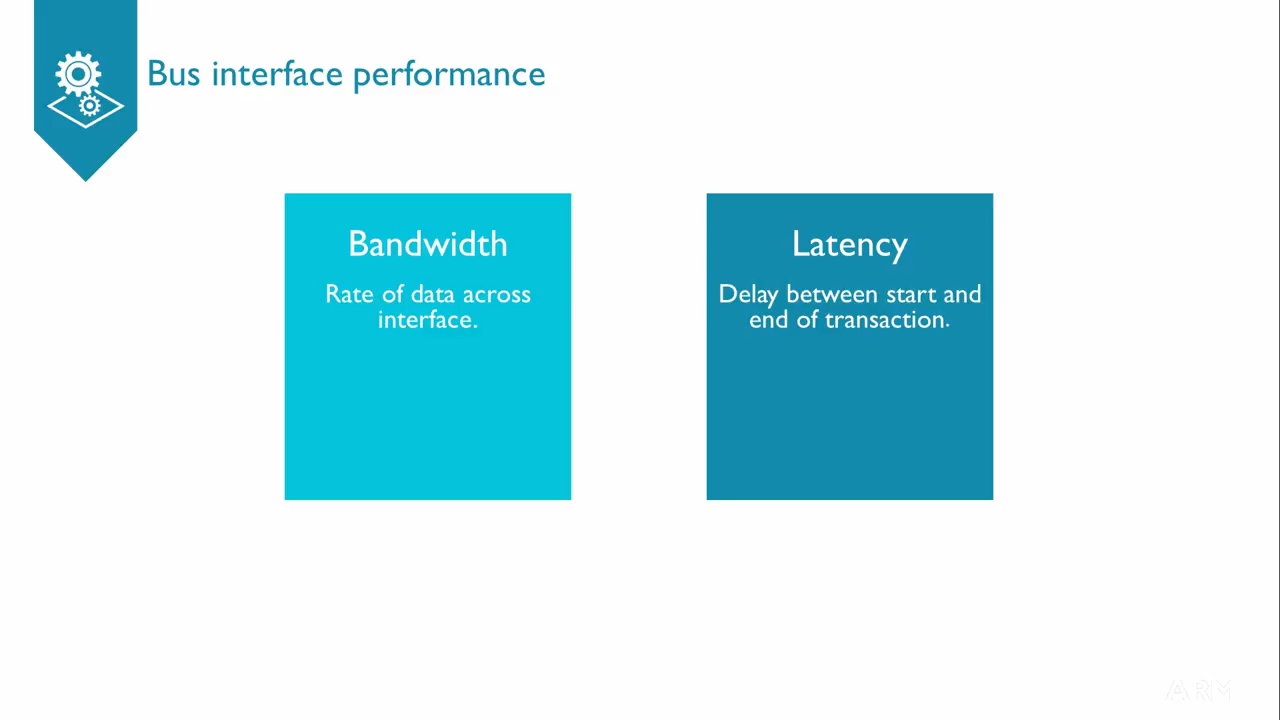 Bus interface performance
Bandwidth
Rate of data across
interface.
Latency
Delay between start and
end of transaction.
ARM